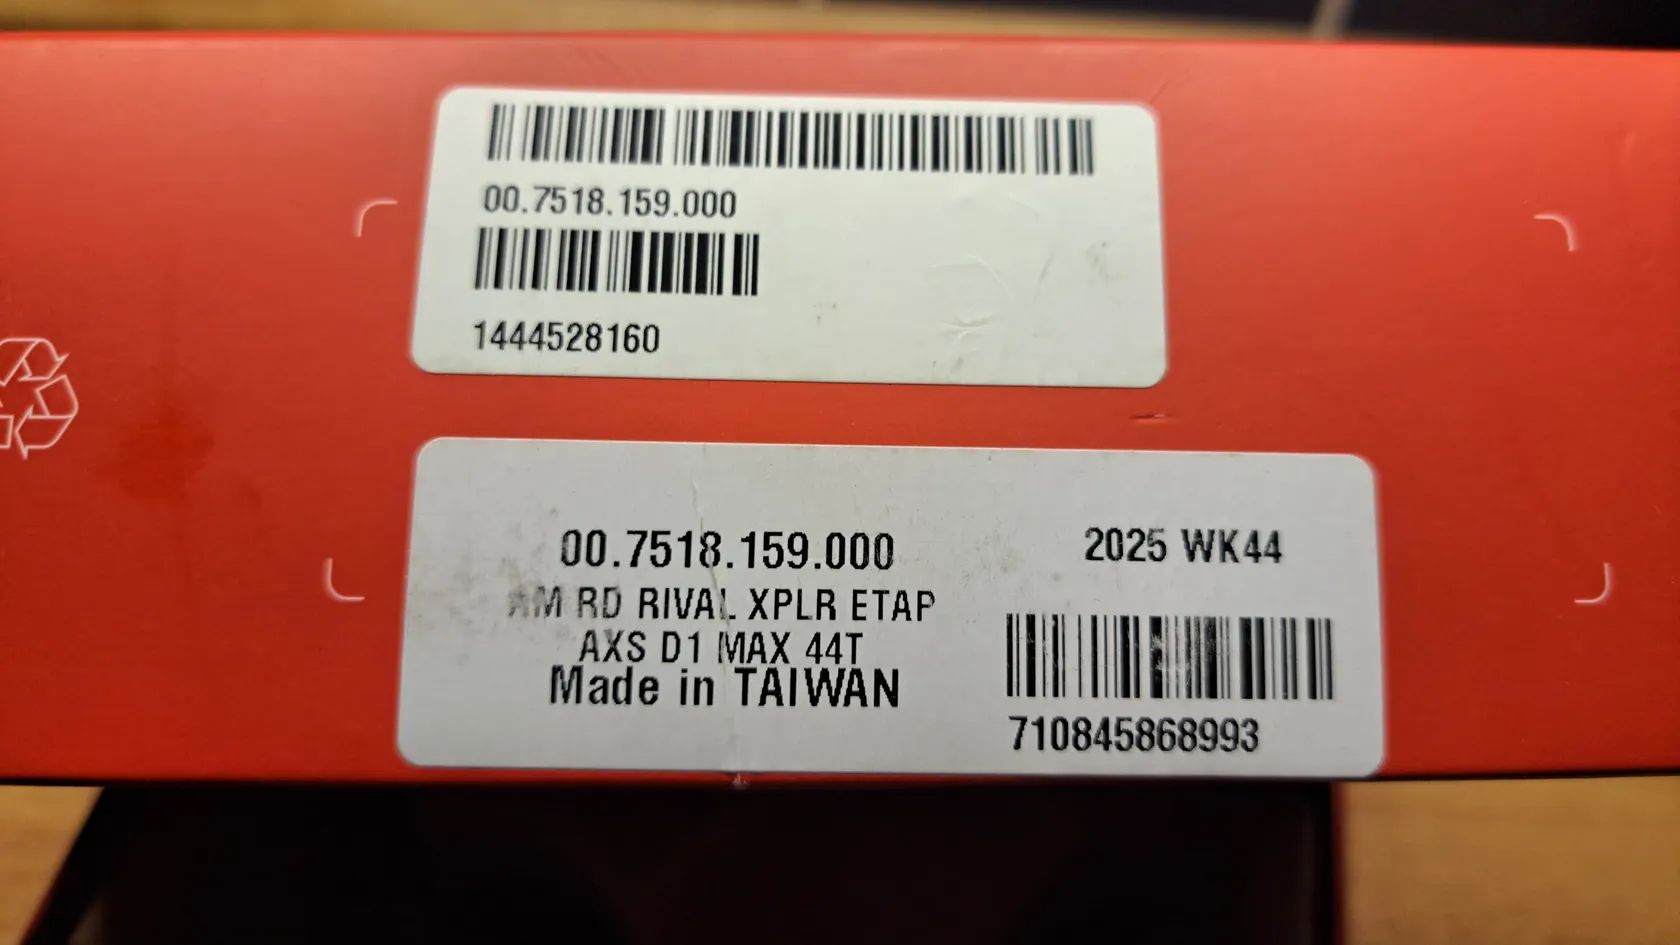 00.7518.159.000
1444528160
00.7518.159.000
2025 WK44
AM RD RIVAL XPLR ETAP
AXS D1 MAX 44T
Made in TAIWAN
710845868993